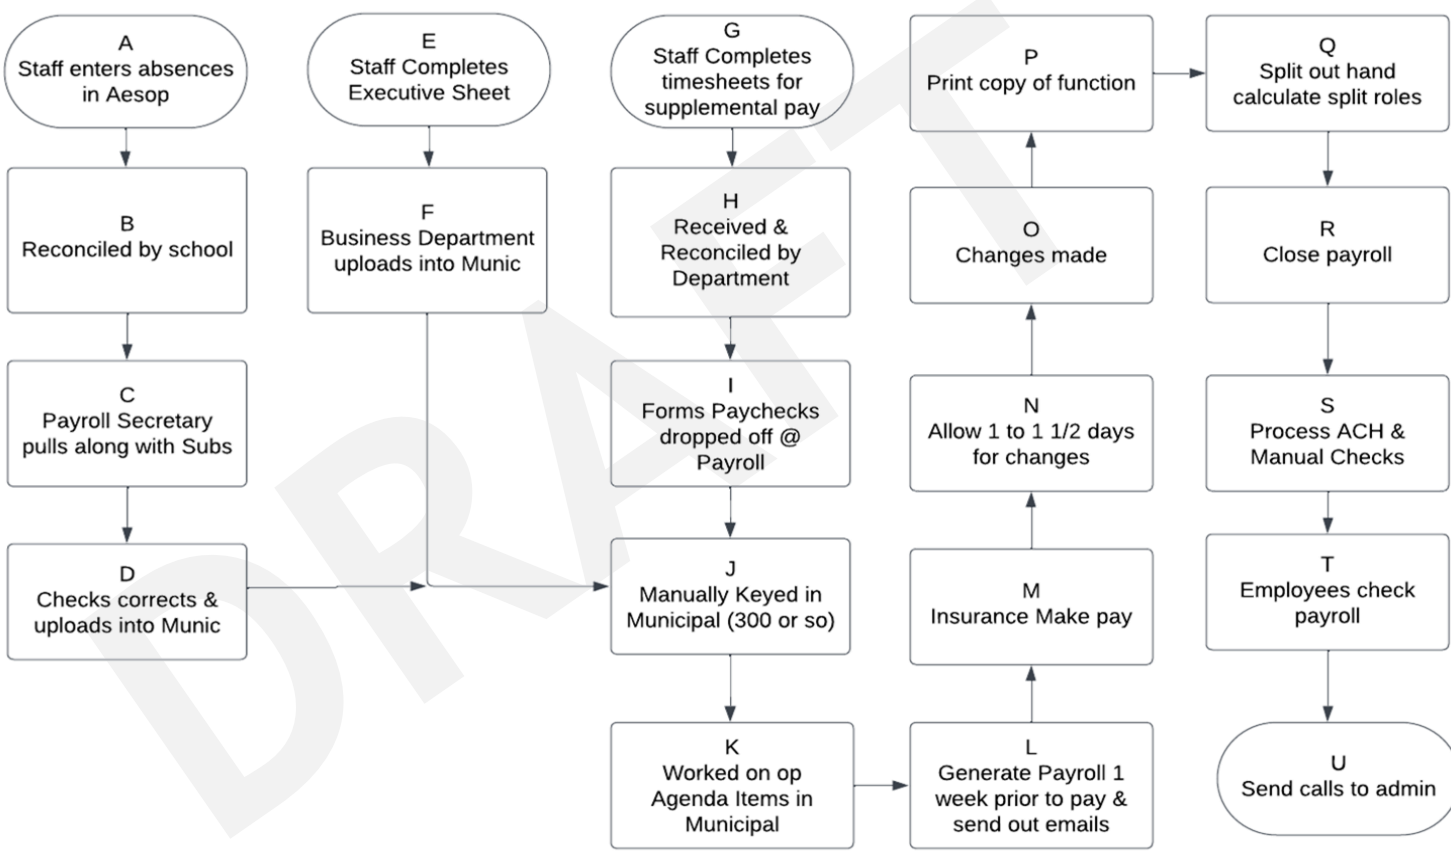 A
Staff enters absences
in Aesop
B
Reconciled by school
C
Payroll Secretary
pulls along with Subs
D
Checks corrects &
uploads into Munic
E
Staff Completes
Executive Sheet
F
Business Department
uploads into Munic
G
Staff Completes
timesheets for
supplemental pay
H
Received &
Reconciled by
Department
I
Forms Paychecks
dropped off @
Payroll
J
Manually Keyed in
Municipal (300 or so)
K
Worked on op
Agenda Items in
Municipal
L
Generate Payroll 1
week prior to pay &
send out emails
M
Insurance Make pay
N
Allow 1 to 1 1/2 days
for changes
O
Changes made
P
Print copy of function
Q
Split out hand
calculate split roles
R
Close payroll
S
Process ACH &
Manual Checks
T
Employees check
payroll
U
Send calls to admin
DRAFT